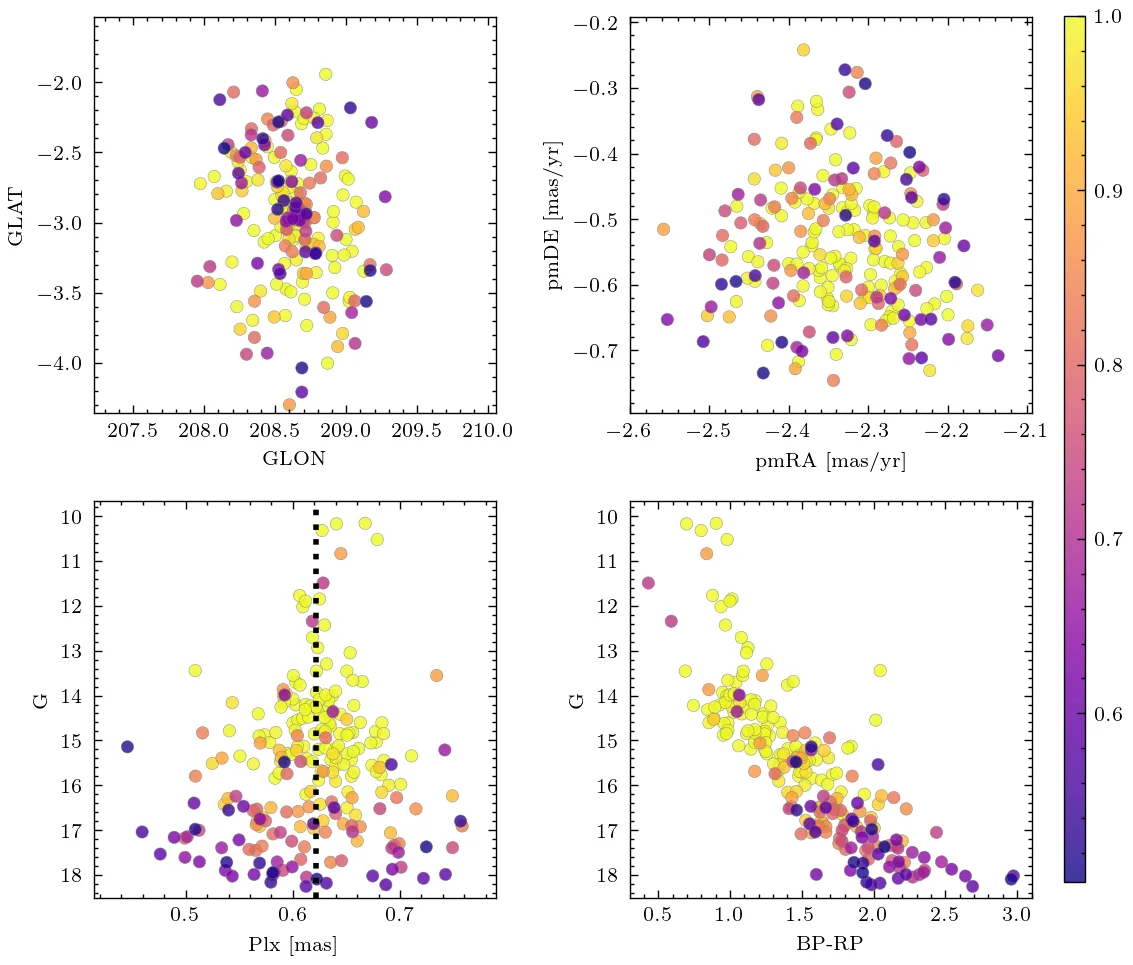 GLAT
−2.0
−2.5
−3.0
−3.5
−4.0
207.5 208.0 208.5 209.0 209.5 210.0
GLON
pmDE [mas/yr]
−0.2
−0.3
−0.4
−0.5
−0.6
−0.7
−2.6 −2.5 −2.4 −2.3 −2.2 −2.1
pmRA [mas/yr]
G
10
11
12
13
14
15
16
17
18
0.5 0.6 0.7
Plx [mas]
G
10
11
12
13
14
15
16
17
18
0.5 1.0 1.5 2.0 2.5 3.0
BP-RP
1.0
0.9
0.8
0.7
0.6